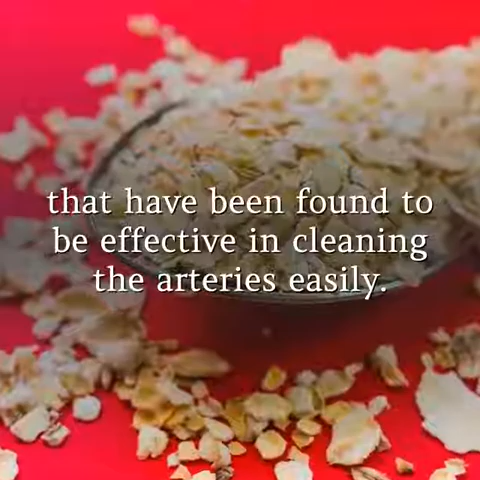 that have been found to
be effective in cleaning
the arteries easily.